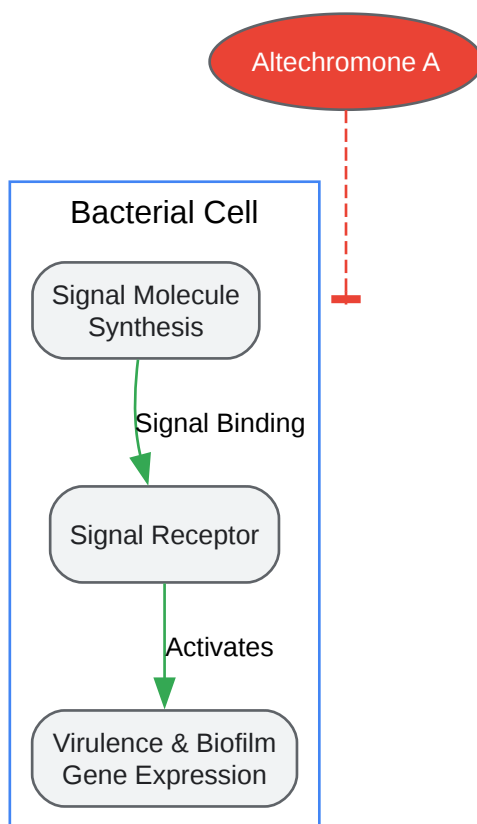 Altechromone A
Bacterial Cell
Signal Molecule
Synthesis
Signal Binding
Signal Receptor
Activates
Virulence & Biofilm
Gene Expression